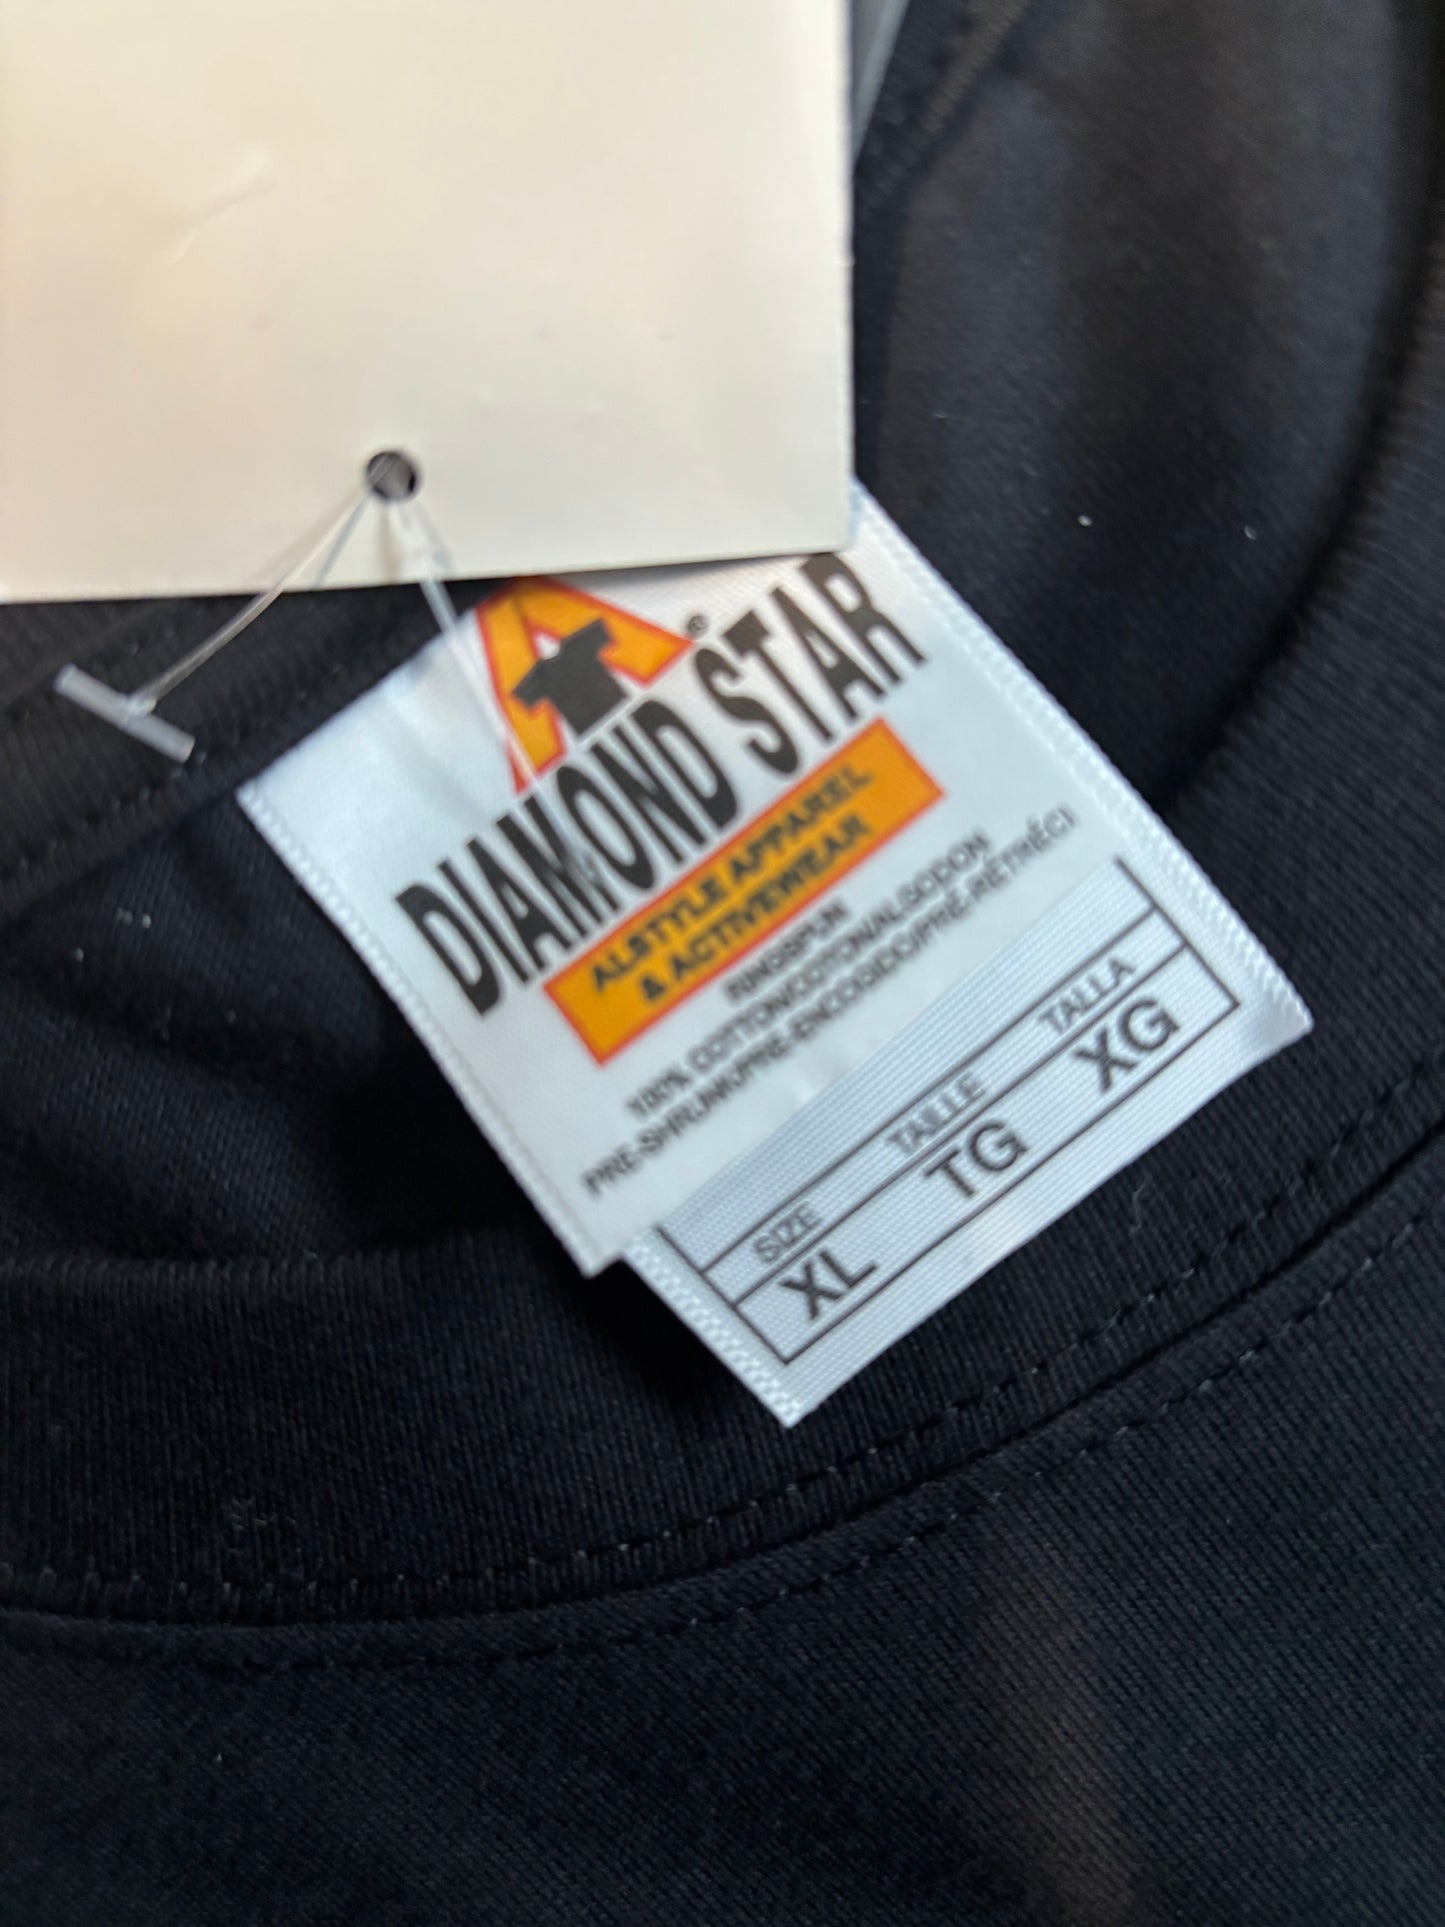 A®
DIAMOND STAR
ALSTYLE APPAREL
& ACTIVEWEAR
RINGSPUN
100% COTTON/COTON/ALGODON
PRE-SHRUNK/PRE-ENCOGIDO/PRÉ-RÉTRÉCI
SIZE TAILLE TALLA
XL TG XG